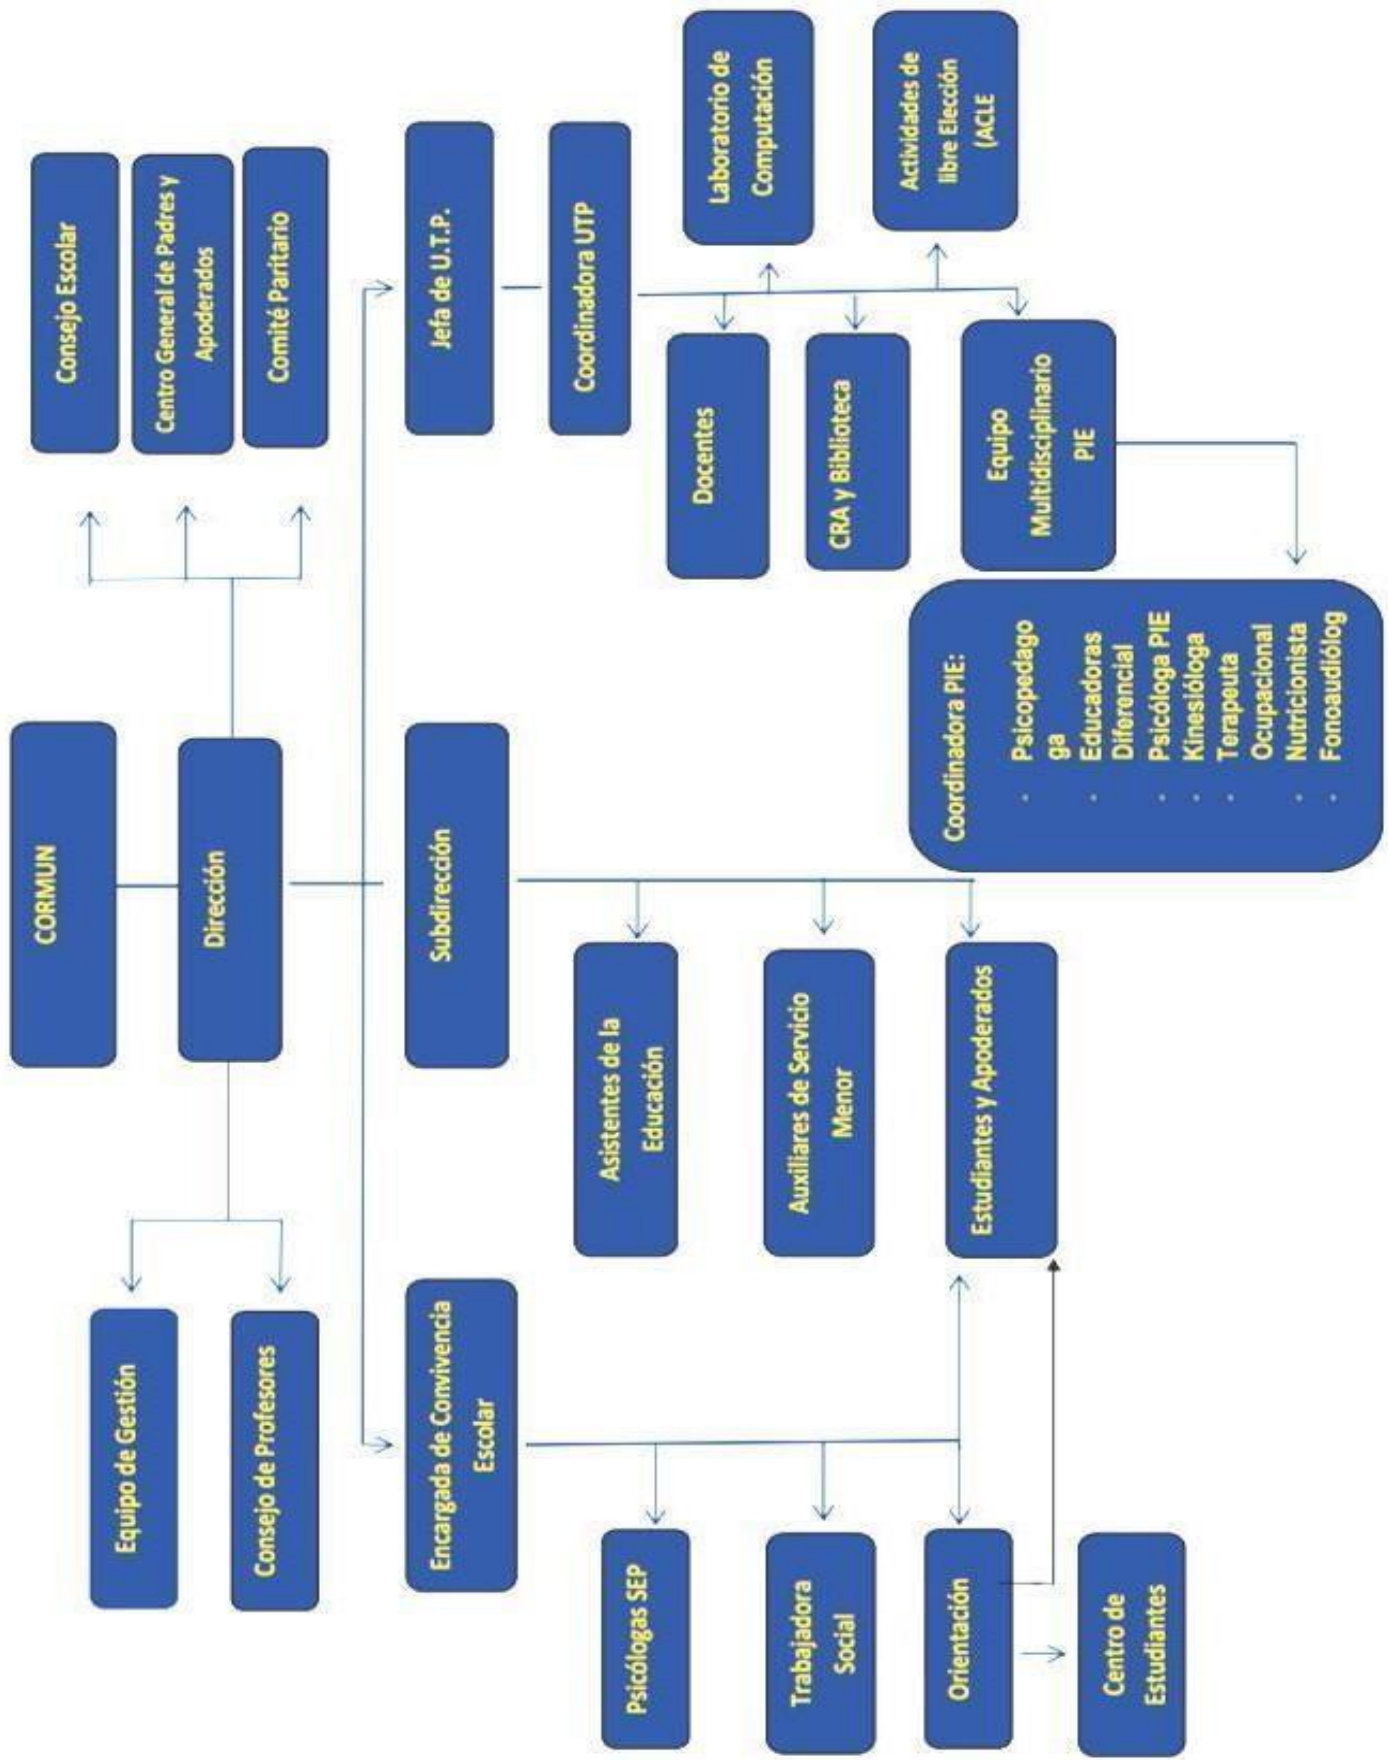 CORMUN
Equipo de Gestión
Dirección
Consejo Escolar
Centro General de Padres y
Apoderados
Consejo de Profesores
Comité Paritario
Encargada de Convivencia
Escolar
Subdirección
Jefa de U.T.P.
Coordinadora UTP
Psicólogas SEP
Asistentes de la
Educación
Docentes
Laboratorio de
Computación
Trabajadora
Social
Auxiliares de Servicio
Menor
CRA y Biblioteca
Actividades de
libre Elección
(ACLE
Orientación
Estudiantes y Apoderados
Equipo
Multidisciplinario
PIE
Centro de
Estudiantes
Coordinadora PIE:
• Psicopedago
ga
• Educadoras
Diferencial
• Psicóloga PIE
• Kinesióloga
• Terapeuta
Ocupacional
• Nutricionista
• Fonoaudiólog